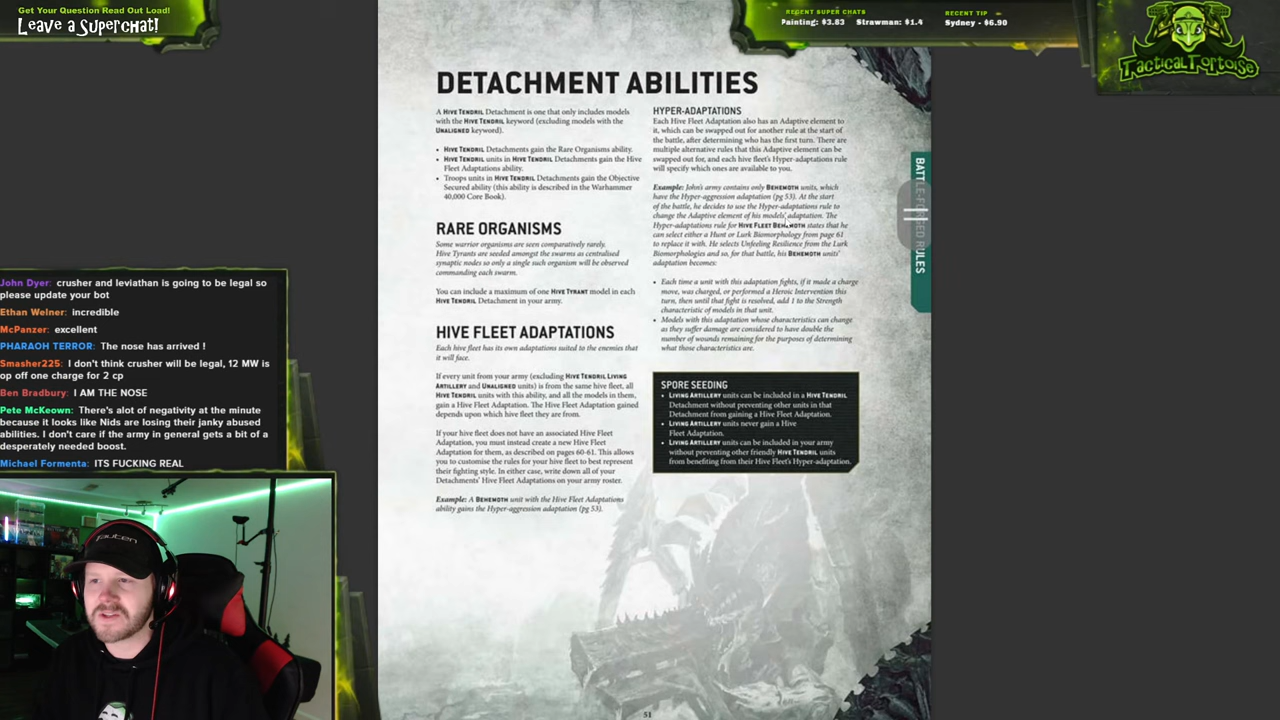 Get Your Question Read Out Load!
Leave a Superchat!
RECENT SUPER CHATS
Painting: $3.83 Strawman: $1.4
RECENT TIP
Sydney - $6.90
TacticalTortoise
DETACHMENT ABILITIES
A HIVE TENDRIL Detachment is one that only includes models
with the HIVE TENDRIL keyword (excluding models with the
UNALIGNED keyword).
• HIVE TENDRIL Detachments gain the Rare Organisms ability.
• HIVE TENDRIL units in HIVE TENDRIL Detachments gain the Hive
Fleet Adaptations ability.
• Troops units in HIVE TENDRIL Detachments gain the Objective
Secured ability (this ability is described in the Warhammer
40,000 Core Book).
RARE ORGANISMS
Some warrior organisms are seen comparatively rarely.
Hive Tyrants are seeded amongst the swarms as centralised
synaptic nodes so only a single such organism will be observed
commanding each swarm.
You can include a maximum of one HIVE TYRANT model in each
HIVE TENDRIL Detachment in your army.
HIVE FLEET ADAPTATIONS
Each hive fleet has its own adaptations suited to the enemies that
it will face.
If every unit from your army (excluding HIVE TENDRIL LIVING
ARTILLERY and UNALIGNED units) is from the same hive fleet, all
HIVE TENDRIL units with this ability, and all the models in them,
gain a Hive Fleet Adaptation. The Hive Fleet Adaptation gained
depends upon which hive fleet they are from.
If your hive fleet does not have an associated Hive Fleet
Adaptation, you must instead create a new Hive Fleet
Adaptation for them, as described on pages 60-61. This allows
you to customise the rules for your hive fleet to best represent
their fighting style. In either case, write down all of your
Detachments' Hive Fleet Adaptations on your army roster.
Example: A BEHEMOTH unit with the Hive Fleet Adaptations
ability gains the Hyper-aggression adaptation (pg 53).
HYPER-ADAPTATIONS
Each Hive Fleet Adaptation also has an Adaptive element to
it, which can be swapped out for another rule at the start of
the battle, after determining who has the first turn. There are
multiple alternative rules that this Adaptive element can be
swapped out for, and each hive fleet's Hyper-adaptations rule
will specify which ones are available to you.
Example: John's army contains only BEHEMOTH units, which
have the Hyper-aggression adaptation (pg 53). At the start
of the battle, he decides to use the Hyper-adaptations rule to
change the Adaptive element of his models' adaptation. The
Hyper-adaptations rule for HIVE FLEET BEHEMOTH states that he
can select either a Hunt or Lurk Biomorphology from page 61
to replace it with. He selects Unfeeling Resilience from the Lurk
Biomorphologies and so, for that battle, his BEHEMOTH units'
adaptation becomes:
• Each time a unit with this adaptation fights, if it made a charge
move, was charged, or performed a Heroic Intervention this
turn, then until that fight is resolved, add 1 to the Strength
characteristic of models in that unit.
• Models with this adaptation whose characteristics can change
as they suffer damage are considered to have double the
number of wounds remaining for the purposes of determining
what those characteristics are.
SPORE SEEDING
• LIVING ARTILLERY units can be included in a HIVE TENDRIL
Detachment without preventing other units in that
Detachment from gaining a Hive Fleet Adaptation.
• LIVING ARTILLERY units never gain a Hive
Fleet Adaptation.
• LIVING ARTILLERY units can be included in your army
without preventing other friendly HIVE TENDRIL units
from benefiting from their Hive Fleet's Hyper-adaptation.
BATTLE-FORGED RULES
51
John Dyer: crusher and leviathan is going to be legal so
please update your bot
Ethan Welner: incredible
McPanzer: excellent
PHARAOH TERROR: The nose has arrived !
Smasher225: I don't think crusher will be legal, 12 MW is
op off one charge for 2 cp
Ben Bradbury: I AM THE NOSE
Pete McKeown: There's alot of negativity at the minute
because it looks like Nids are losing their janky abused
abilities. I don't care if the army in general gets a bit of a
desperately needed boost.
Michael Formenta: ITS FUCKING REAL